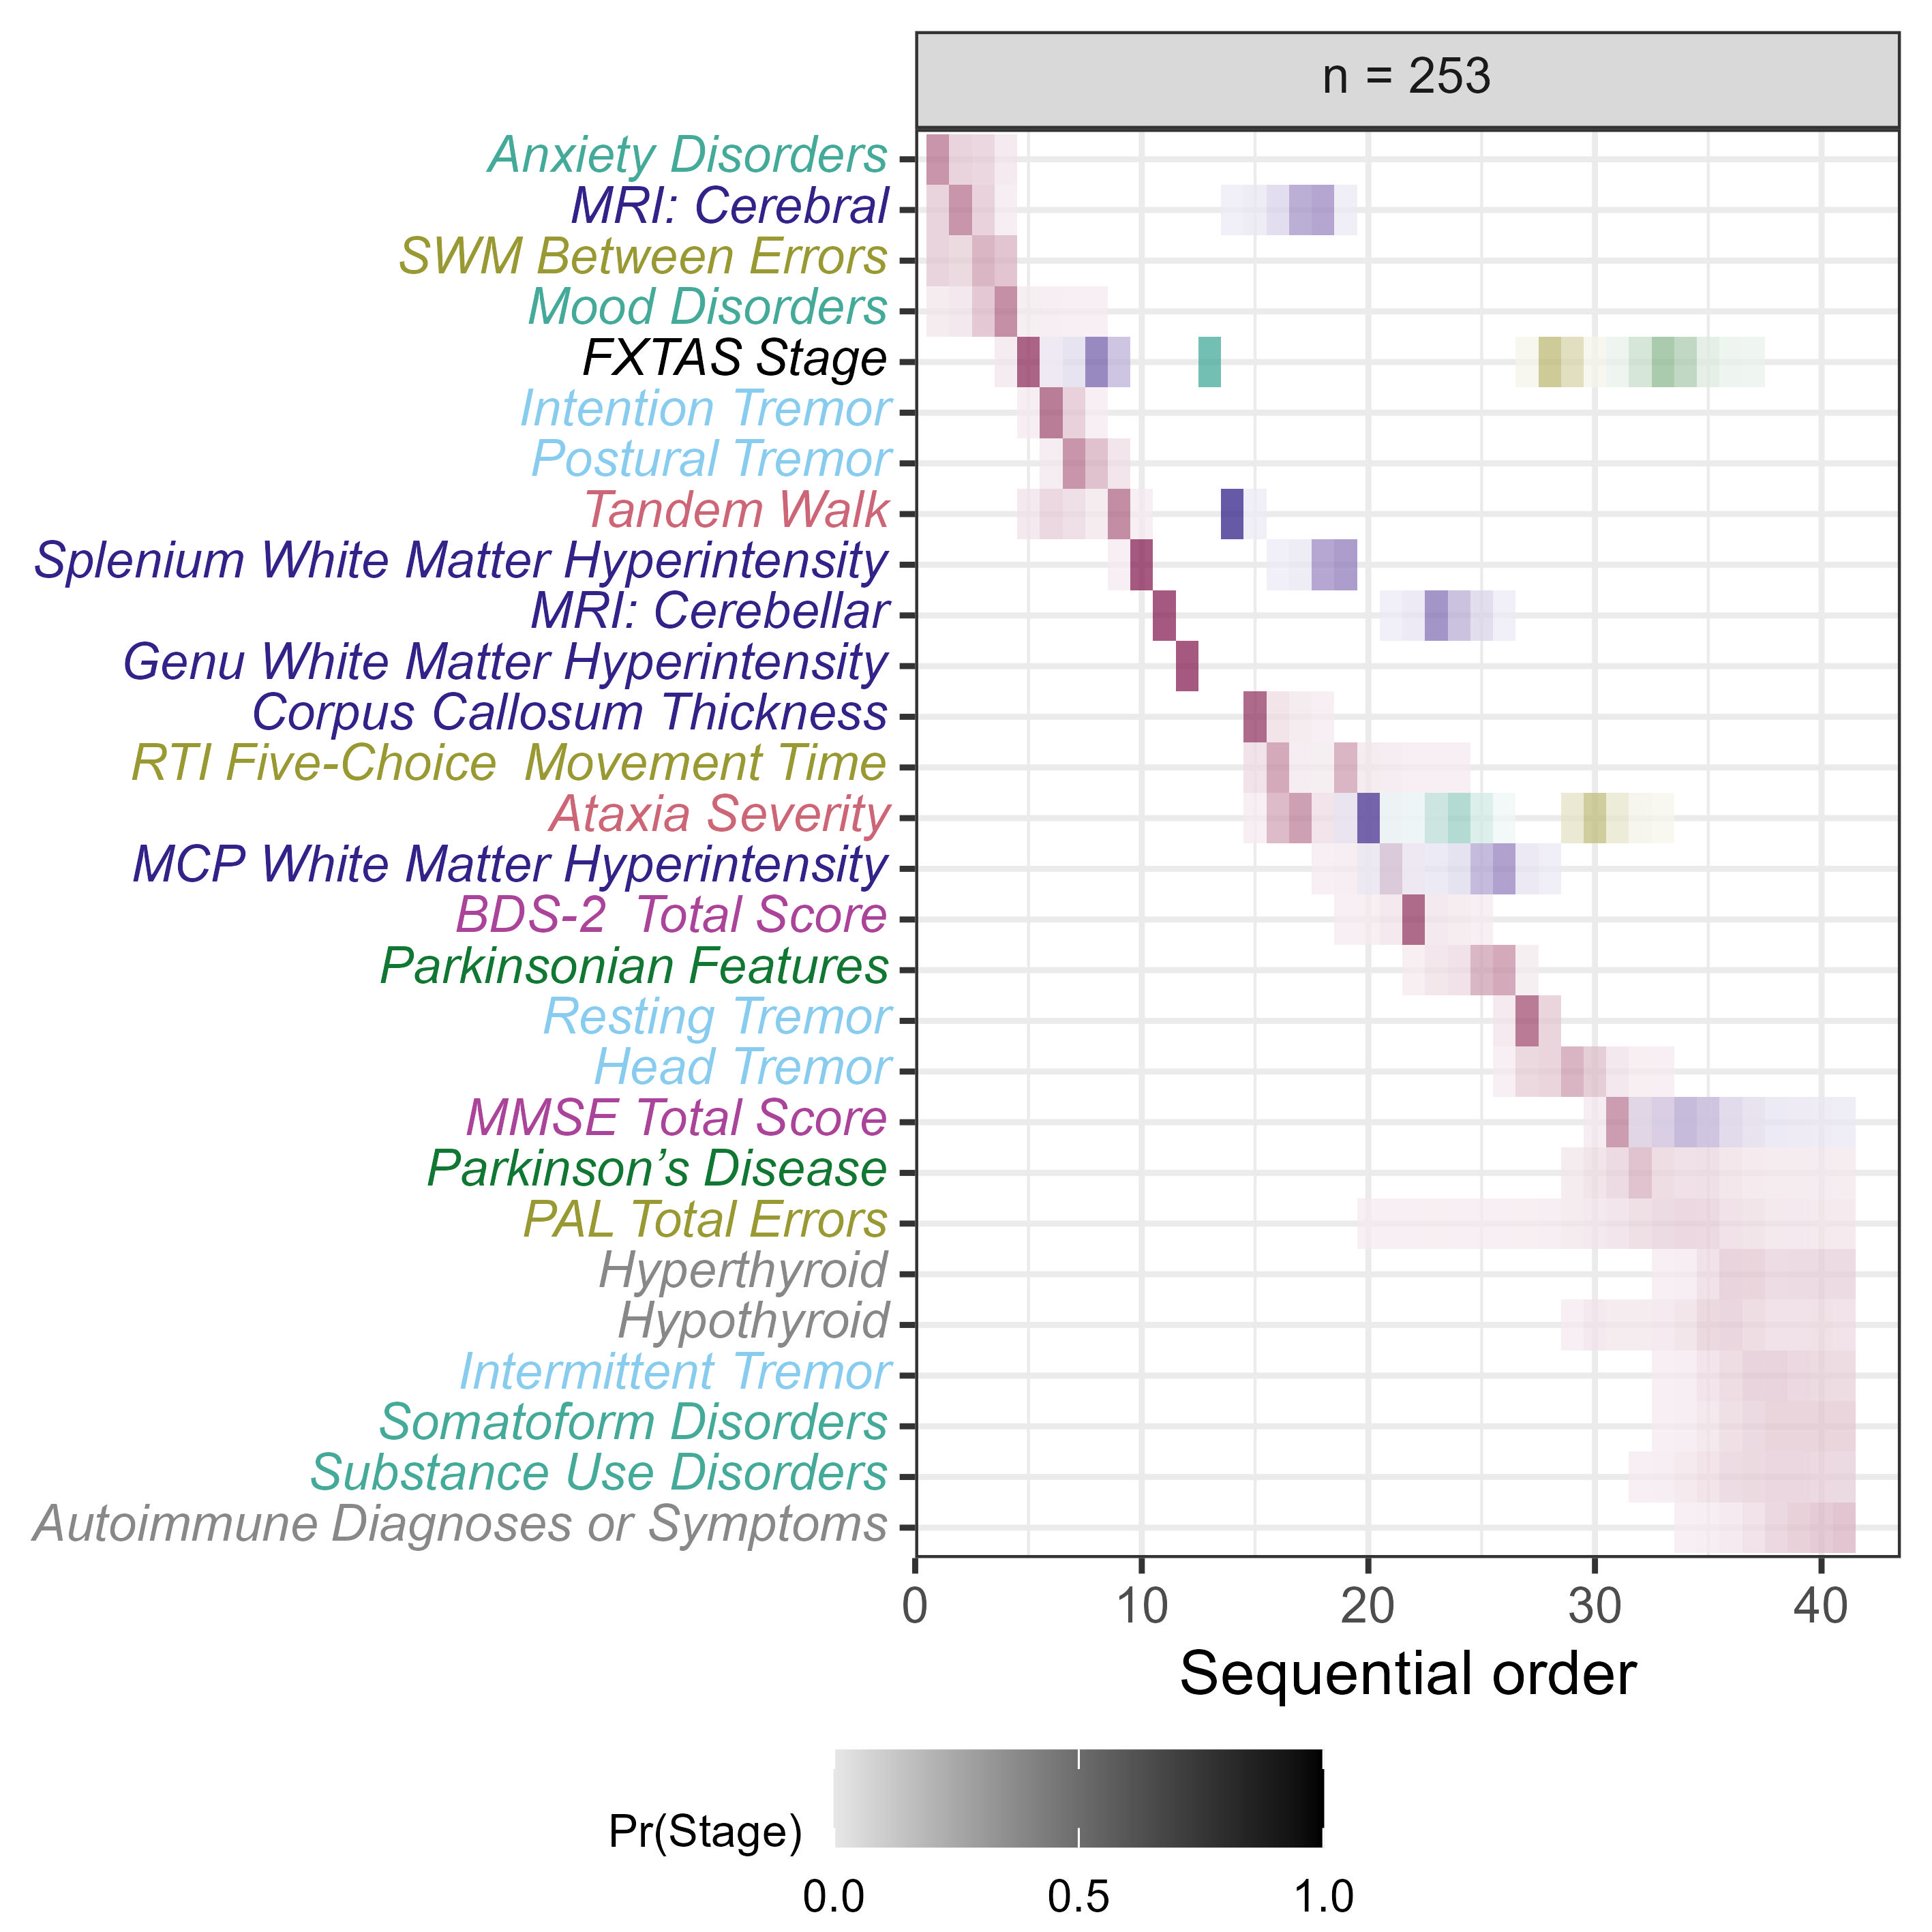 n = 253
Anxiety Disorders
MRI: Cerebral
SWM Between Errors
Mood Disorders
FXTAS Stage
Intention Tremor
Postural Tremor
Tandem Walk
Splenium White Matter Hyperintensity
MRI: Cerebellar
Genu White Matter Hyperintensity
Corpus Callosum Thickness
RTI Five-Choice  Movement Time
Ataxia Severity
MCP White Matter Hyperintensity
BDS-2  Total Score
Parkinsonian Features
Resting Tremor
Head Tremor
MMSE Total Score
Parkinson’s Disease
PAL Total Errors
Hyperthyroid
Hypothyroid
Intermittent Tremor
Somatoform Disorders
Substance Use Disorders
Autoimmune Diagnoses or Symptoms
0 10 20 30 40
Sequential order
Pr(Stage)
0.0 0.5 1.0